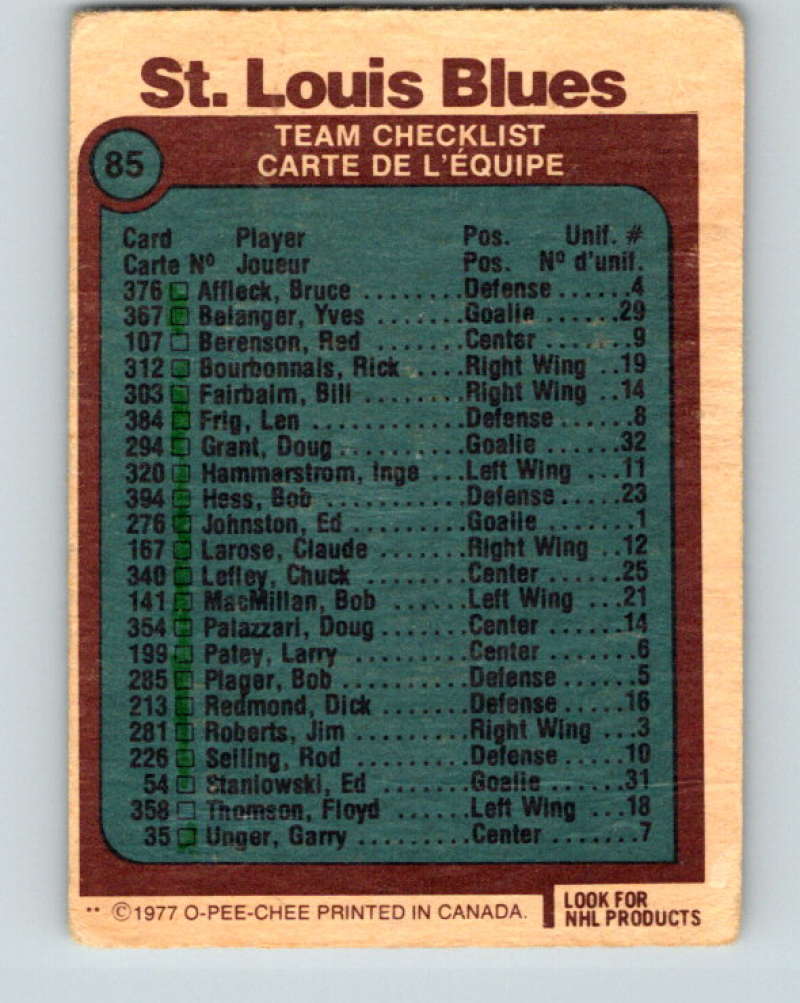 St. Louis Blues
85
TEAM CHECKLIST
CARTE DE L'ÉQUIPE
Card Player Pos. Unif. #
Carte Nº Joueur Pos. Nº d'unif.
376 Affleck, Bruce ........Defense......4
367 Belanger, Yves .......Goalie.......29
107 Berenson, Red ........Center.......9
312 Bourbonnais, Rick ....Right Wing ..19
303 Fairbairn, Bill ........Right Wing ..14
384 Frig, Len ............Defense......8
294 Grant, Doug..........Goalie.......32
320 Hammarstrom, Inge ...Left Wing ...11
394 Hess, Bob ...........Defense.....23
276 Johnston, Ed .........Goalie.......1
167 Larose, Claude .......Right Wing ..12
340 Lefley, Chuck ........Center......25
141 MacMillan, Bob ......Left Wing ...21
354 Palazzari, Doug.......Center......14
199 Patey, Larry .........Center.......6
285 Plager, Bob ..........Defense......5
213 Redmond, Dick .......Defense.....16
281 Roberts, Jim .........Right Wing ...3
226 Seiling, Rod .........Defense.....10
54 Staniowski, Ed .......Goalie......31
358 Thomson, Floyd ......Left Wing ...18
35 Unger, Garry .........Center.......7
** ©1977 O-PEE-CHEE PRINTED IN CANADA.
LOOK FOR
NHL PRODUCTS